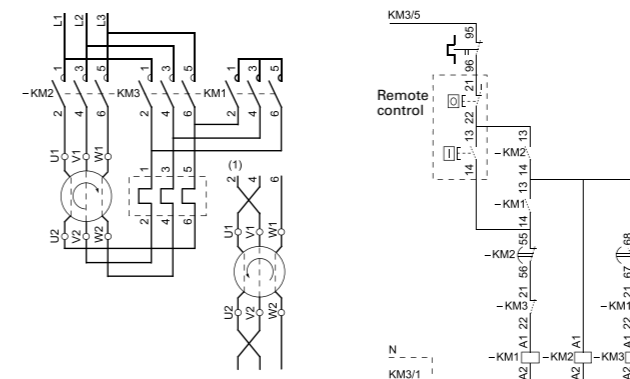 L1 L2 L3
1 3 5 1 3 5 1 3 5
–KM2 –KM3 KM1
2 4 6 2 4 6 2 4 6
U1 V1 W1
1 3 5
2 4 6
U2 V2 W2
(1)
2 4 6
U1 V1 W1
U2 V2 W2
KM3/5
95
96
Remote
control
21
O
22
13
I
14
13
–KM2
14
13
–KM1
14
55
–KM2
56
68
67
21
–KM3
22
21
–KM1
22
A1 A1 A1
–KM1 –KM2 –KM3
A2 A2 A2
N
KM3/1